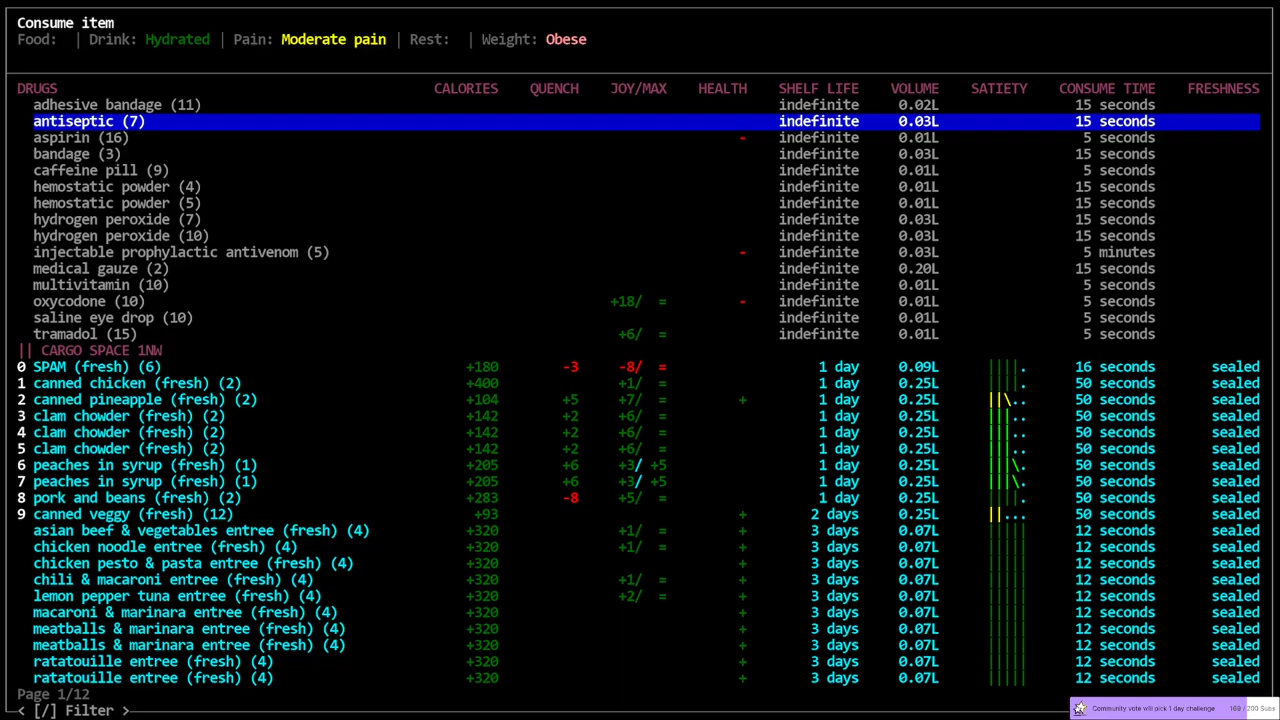 Consume item
Food:  | Drink: Hydrated | Pain: Moderate pain | Rest:  | Weight: Obese
DRUGS CALORIES QUENCH JOY/MAX HEALTH SHELF LIFE VOLUME SATIETY CONSUME TIME FRESHNESS
adhesive bandage (11) indefinite 0.02L 15 seconds
antiseptic (7) indefinite 0.03L 15 seconds
aspirin (16) - indefinite 0.01L 5 seconds
bandage (3) indefinite 0.03L 15 seconds
caffeine pill (9) indefinite 0.01L 5 seconds
hemostatic powder (4) indefinite 0.01L 15 seconds
hemostatic powder (5) indefinite 0.01L 15 seconds
hydrogen peroxide (7) indefinite 0.03L 15 seconds
hydrogen peroxide (10) indefinite 0.03L 15 seconds
injectable prophylactic antivenom (5) - indefinite 0.03L 5 minutes
medical gauze (2) indefinite 0.20L 15 seconds
multivitamin (10) indefinite 0.01L 5 seconds
oxycodone (10) +18/ = - indefinite 0.01L 5 seconds
saline eye drop (10) indefinite 0.01L 5 seconds
tramadol (15) +6/ = indefinite 0.01L 5 seconds
|| CARGO SPACE 1NW
0 SPAM (fresh) (6) +180 -3 -8/ = 1 day 0.09L ||||. 16 seconds sealed
1 canned chicken (fresh) (2) +400 +1/ = 1 day 0.25L ||||. 50 seconds sealed
2 canned pineapple (fresh) (2) +104 +5 +7/ = + 1 day 0.25L ||\.. 50 seconds sealed
3 clam chowder (fresh) (2) +142 +2 +6/ = 1 day 0.25L |||.. 50 seconds sealed
4 clam chowder (fresh) (2) +142 +2 +6/ = 1 day 0.25L |||.. 50 seconds sealed
5 clam chowder (fresh) (2) +142 +2 +6/ = 1 day 0.25L |||.. 50 seconds sealed
6 peaches in syrup (fresh) (1) +205 +6 +3/ +5 1 day 0.25L |||\. 50 seconds sealed
7 peaches in syrup (fresh) (1) +205 +6 +3/ +5 1 day 0.25L |||\. 50 seconds sealed
8 pork and beans (fresh) (2) +283 -8 +5/ = 1 day 0.25L ||||. 50 seconds sealed
9 canned veggy (fresh) (12) +93 + 2 days 0.25L ||... 50 seconds sealed
asian beef & vegetables entree (fresh) (4) +320 +1/ = + 3 days 0.07L ||||| 12 seconds sealed
chicken noodle entree (fresh) (4) +320 +1/ = + 3 days 0.07L ||||| 12 seconds sealed
chicken pesto & pasta entree (fresh) (4) +320 + 3 days 0.07L ||||| 12 seconds sealed
chili & macaroni entree (fresh) (4) +320 +1/ = + 3 days 0.07L ||||| 12 seconds sealed
lemon pepper tuna entree (fresh) (4) +320 +2/ = + 3 days 0.07L ||||| 12 seconds sealed
macaroni & marinara entree (fresh) (4) +320 + 3 days 0.07L ||||| 12 seconds sealed
meatballs & marinara entree (fresh) (4) +320 + 3 days 0.07L ||||| 12 seconds sealed
meatballs & marinara entree (fresh) (4) +320 + 3 days 0.07L ||||| 12 seconds sealed
ratatouille entree (fresh) (4) +320 + 3 days 0.07L ||||| 12 seconds sealed
ratatouille entree (fresh) (4) +320 + 3 days 0.07L ||||| 12 seconds sealed
Page 1/12
< [/] Filter >
Community vote will pick 1 day challenge 169 / 200 Subs